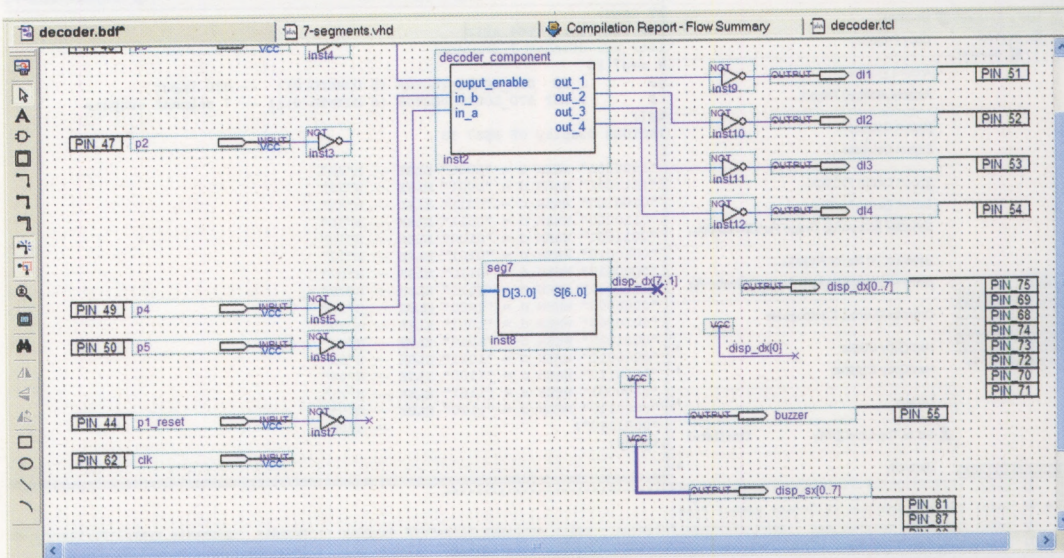 decoder.bdf*
7-segments.vhd
Compilation Report - Flow Summary
decoder.tcl
inst4
decoder_component
ouput_enable
in_b
in_a
out_1
out_2
out_3
out_4
inst2
NOT
inst9
OUTPUT
dl1
PIN_51
NOT
inst10
OUTPUT
dl2
PIN_52
NOT
inst11
OUTPUT
dl3
PIN_53
NOT
inst12
OUTPUT
dl4
PIN_54
PIN_47
p2
INPUT
VCC
NOT
inst3
seg7
D[3..0]
S[6..0]
inst8
disp_dx[7..1]
OUTPUT
disp_dx[0..7]
PIN_75
PIN_69
PIN_68
PIN_74
PIN_73
PIN_72
PIN_70
PIN_71
PIN_49
p4
INPUT
VCC
NOT
inst5
PIN_50
p5
INPUT
VCC
NOT
inst6
VCC
disp_dx[0]
VCC
OUTPUT
buzzer
PIN_55
PIN_44
p1_reset
INPUT
VCC
NOT
inst7
PIN_62
clk
INPUT
VCC
VCC
OUTPUT
disp_sx[0..7]
PIN_81
PIN_87